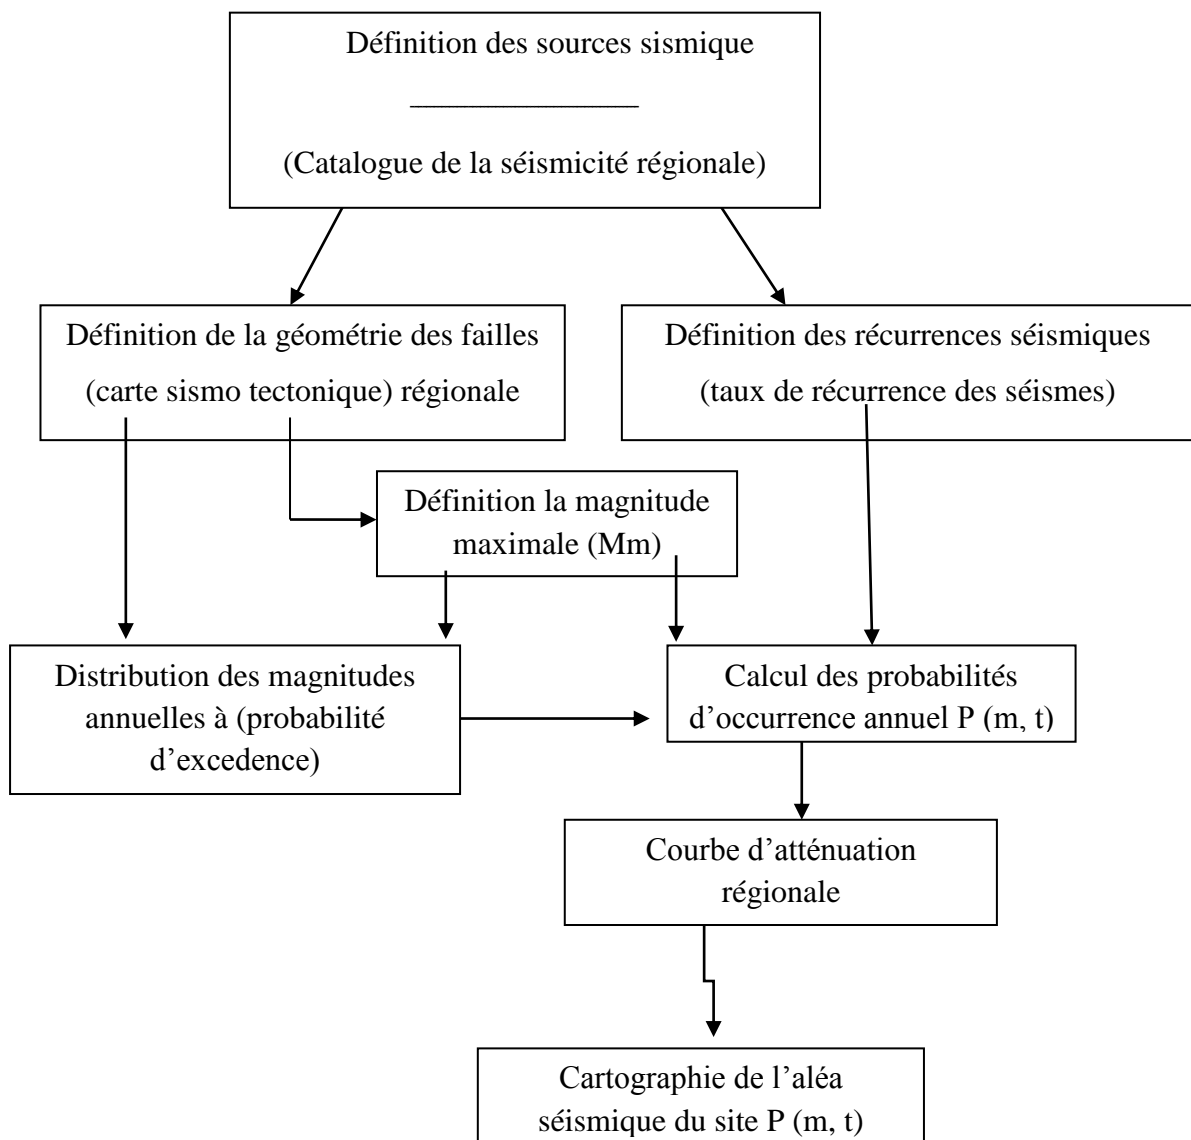 Définition des sources sismique
(Catalogue de la séismicité régionale)
Définition de la géométrie des failles
(carte sismo tectonique) régionale
Définition des récurrences séismiques
(taux de récurrence des séismes)
Définition la magnitude
maximale (Mm)
Distribution des magnitudes
annuelles à (probabilité
d’excedence)
Calcul des probabilités
d’occurrence annuel P (m, t)
Courbe d’atténuation
régionale
Cartographie de l’aléa
séismique du site P (m, t)